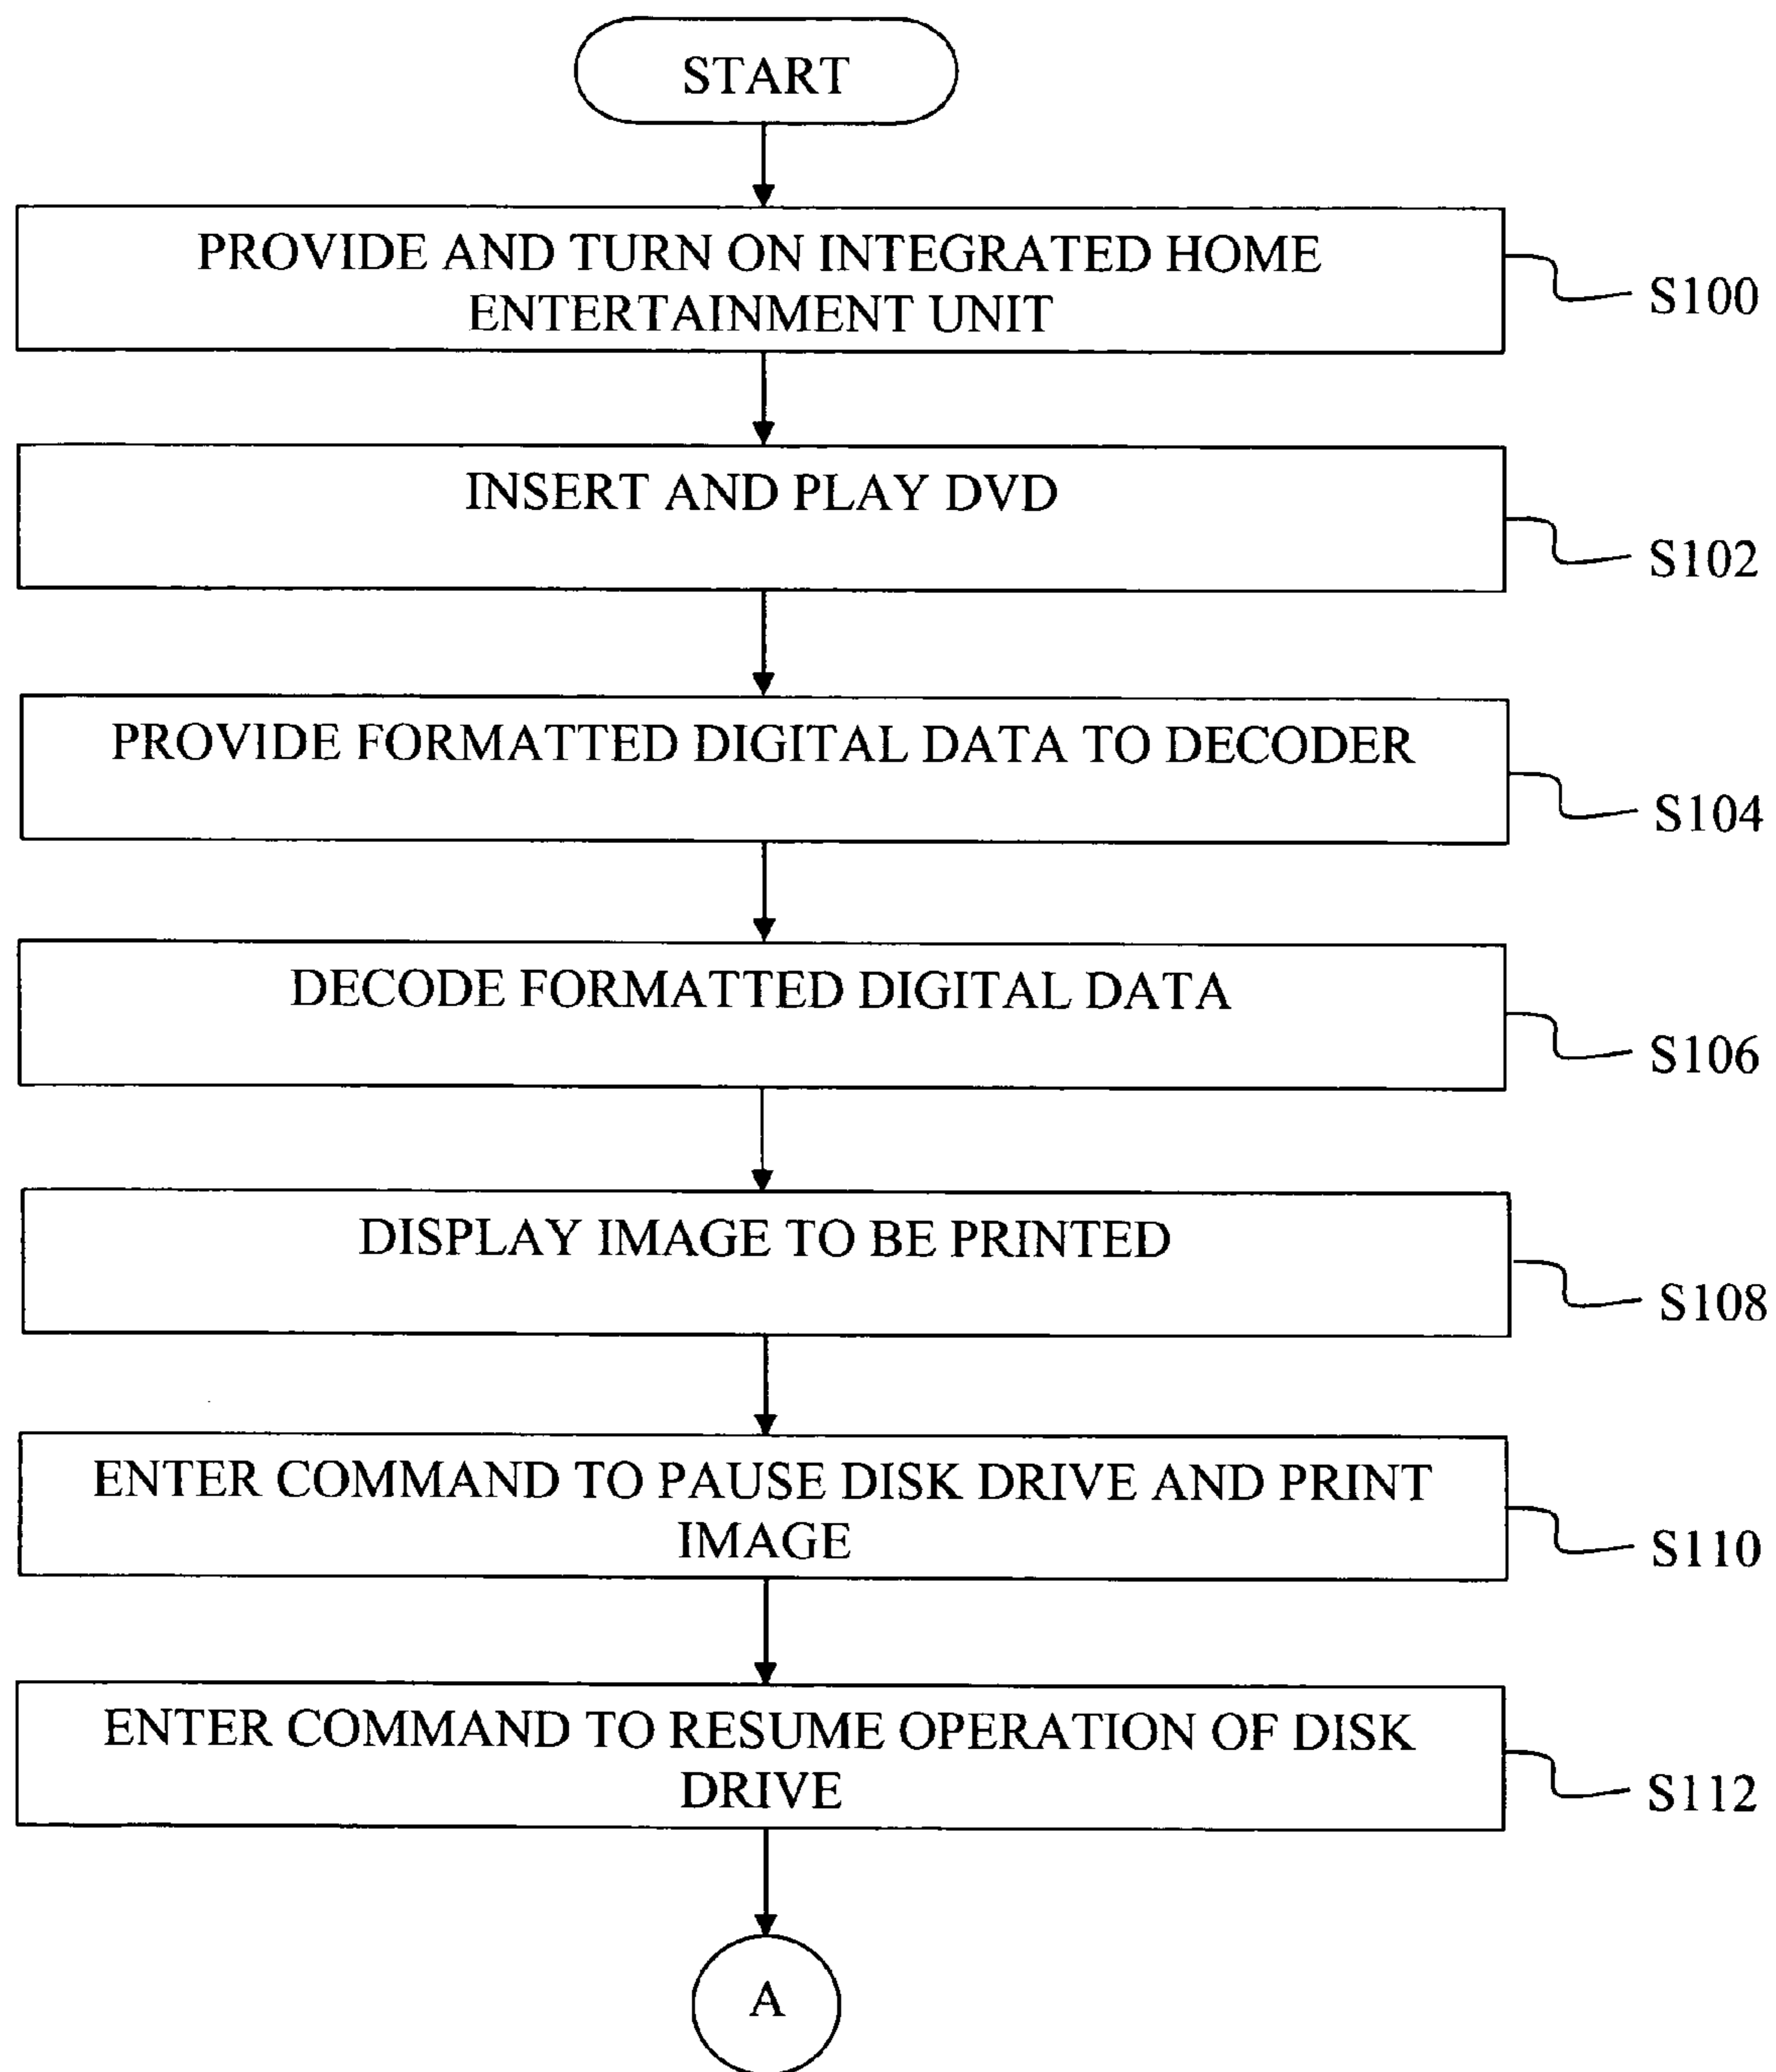 START
PROVIDE AND TURN ON INTEGRATED HOME
ENTERTAINMENT UNIT
S100
INSERT AND PLAY DVD
S102
PROVIDE FORMATTED DIGITAL DATA TO DECODER
S104
DECODE FORMATTED DIGITAL DATA
S106
DISPLAY IMAGE TO BE PRINTED
S108
ENTER COMMAND TO PAUSE DISK DRIVE AND PRINT
IMAGE
S110
ENTER COMMAND TO RESUME OPERATION OF DISK
DRIVE
S112
A